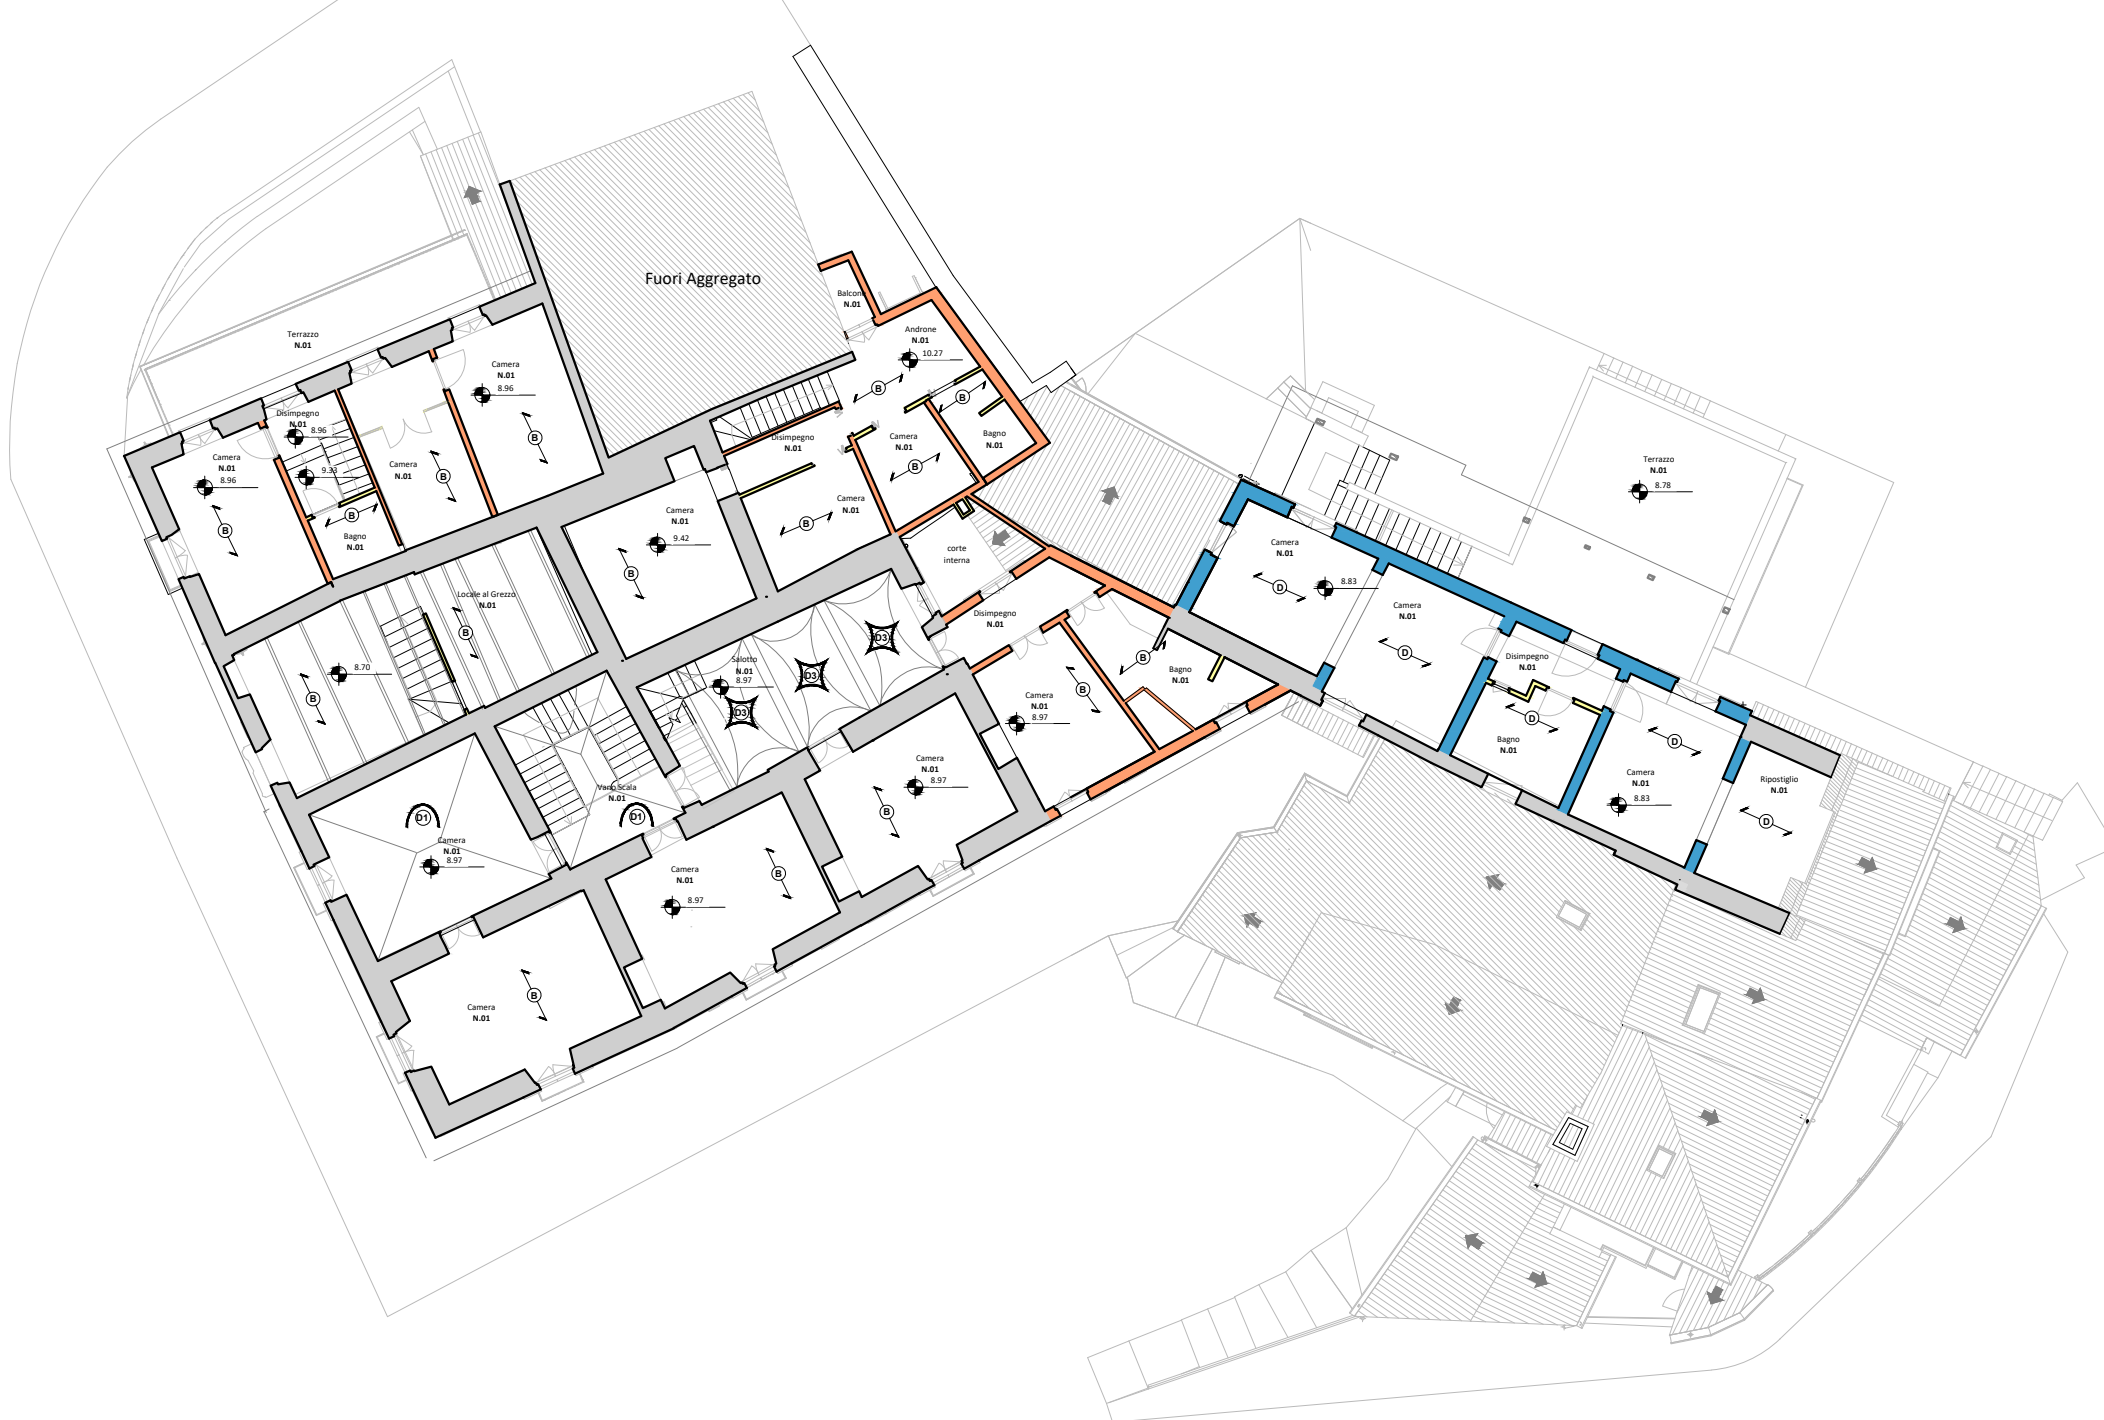 Fuori Aggregato
Balcone
N.01
Androne
N.01
10.27
B
B
Terrazzo
N.01
Camera
N.01
8.96
B
Disimpegno
N.01
8.96
9.33
Camera
N.01
8.96
B
Camera
N.01
B
B
Bagno
N.01
Disimpegno
N.01
Camera
N.01
B
Bagno
N.01
Camera
N.01
B
Camera
N.01
9.42
B
corte
interna
Locale al Grezzo
N.01
B
8.70
B
Disimpegno
N.01
D3
D3
D3
Salotto
N.01
8.97
Camera
N.01
8.97
B
B
Bagno
N.01
Camera
N.01
8.97
B
Vano Scala
N.01
D1
D1
Camera
N.01
8.97
Camera
N.01
8.97
B
Camera
N.01
B
Terrazzo
N.01
8.78
Camera
N.01
8.83
D
Camera
N.01
D
Disimpegno
N.01
D
Bagno
N.01
D
Camera
N.01
8.83
Ripostiglio
N.01
D